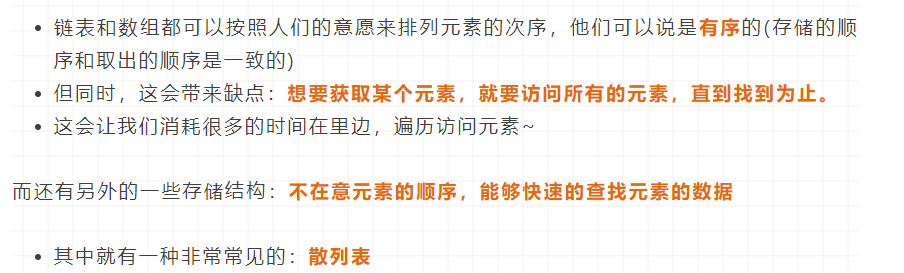 链表和数组都可以按照人们的意愿来排列元素的次序，他们可以说是有序的(存储的顺
序和取出的顺序是一致的)
但同时，这会带来缺点：想要获取某个元素，就要访问所有的元素，直到找到为止。
这会让我们消耗很多的时间在里边，遍历访问元素~
而还有另外的一些存储结构：不在意元素的顺序，能够快速的查找元素的数据
其中就有一种非常常见的：散列表